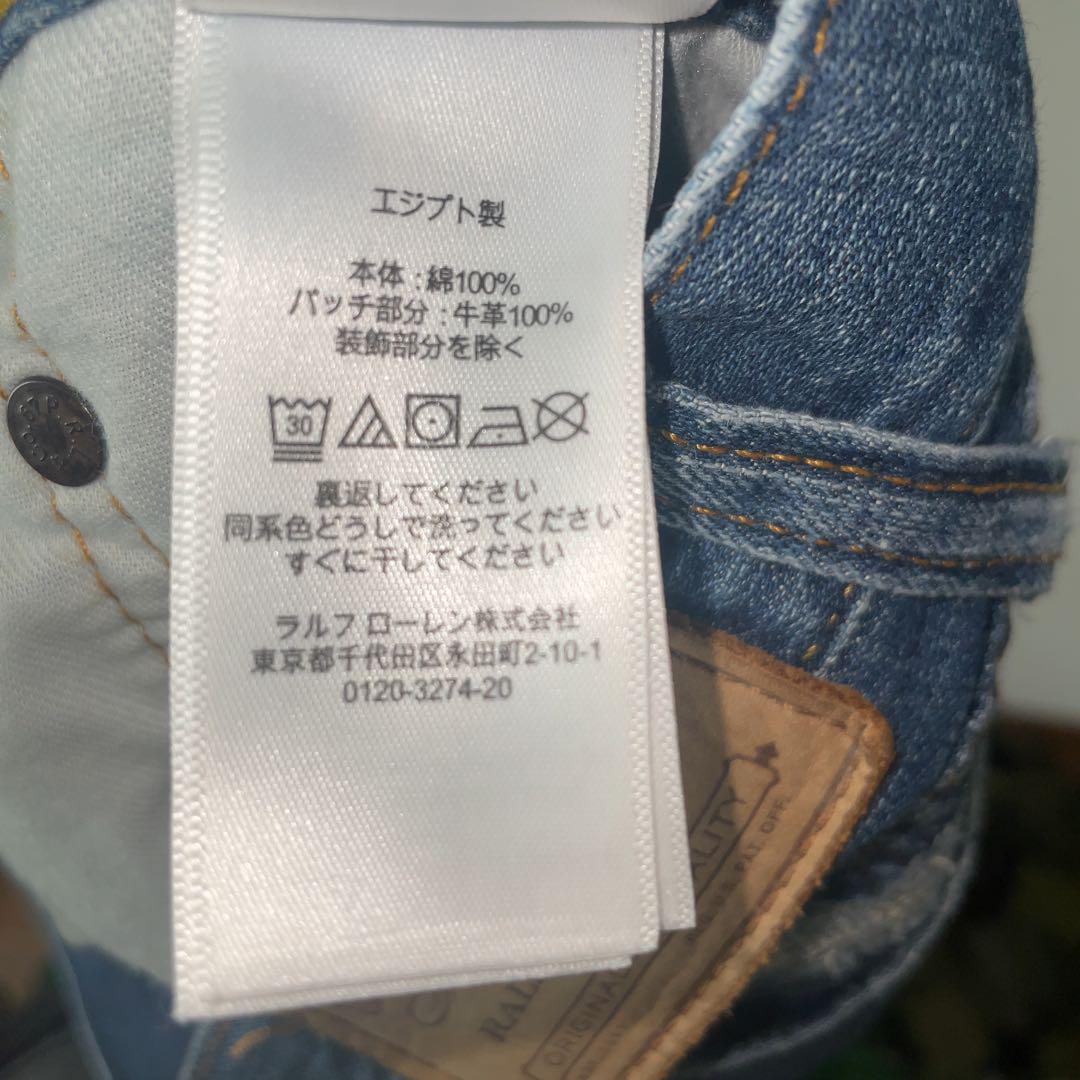 エジプト製
本体 : 綿100%
パッチ部分 : 牛革100%
装飾部分を除く
30
裏返してください
同系色どうしで洗ってください
すぐに干してください
ラルフ ローレン株式会社
東京都千代田区永田町2-10-1
0120-3274-20
67 P R.L.
PAT. OFF.
ORIGINAL